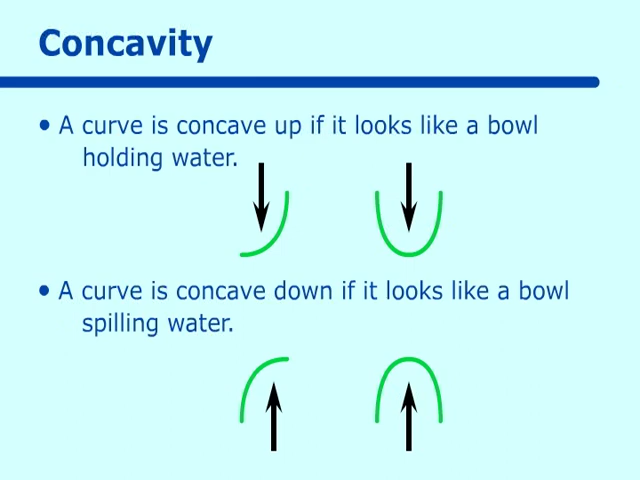 Concavity
• A curve is concave up if it looks like a bowl
holding water.
• A curve is concave down if it looks like a bowl
spilling water.